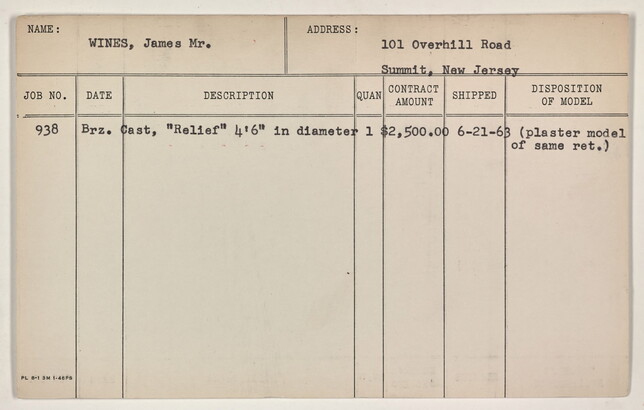 NAME: WINES, James Mr. ADDRESS: 101 Overhill Road
Summit, New Jersey
JOB NO. DATE DESCRIPTION QUAN CONTRACT AMOUNT SHIPPED DISPOSITION OF MODEL
938 Brz. Cast, "Relief" 4'6" in diameter 1 $2,500.00 6-21-63 (plaster model
of same ret.)